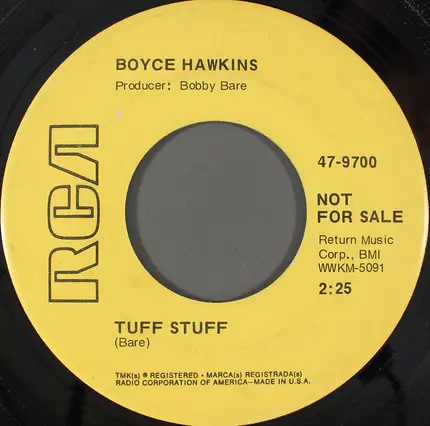 BOYCE HAWKINS
Producer: Bobby Bare
RCA
47-9700
NOT
FOR SALE
Return Music
Corp., BMI
WWKM-5091
2:25
TUFF STUFF
(Bare)
TMK(s) ® REGISTERED • MARCA(s) REGISTRADA(s)
RADIO CORPORATION OF AMERICA—MADE IN U.S.A.